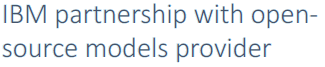 IBM partnership with open-
source models provider